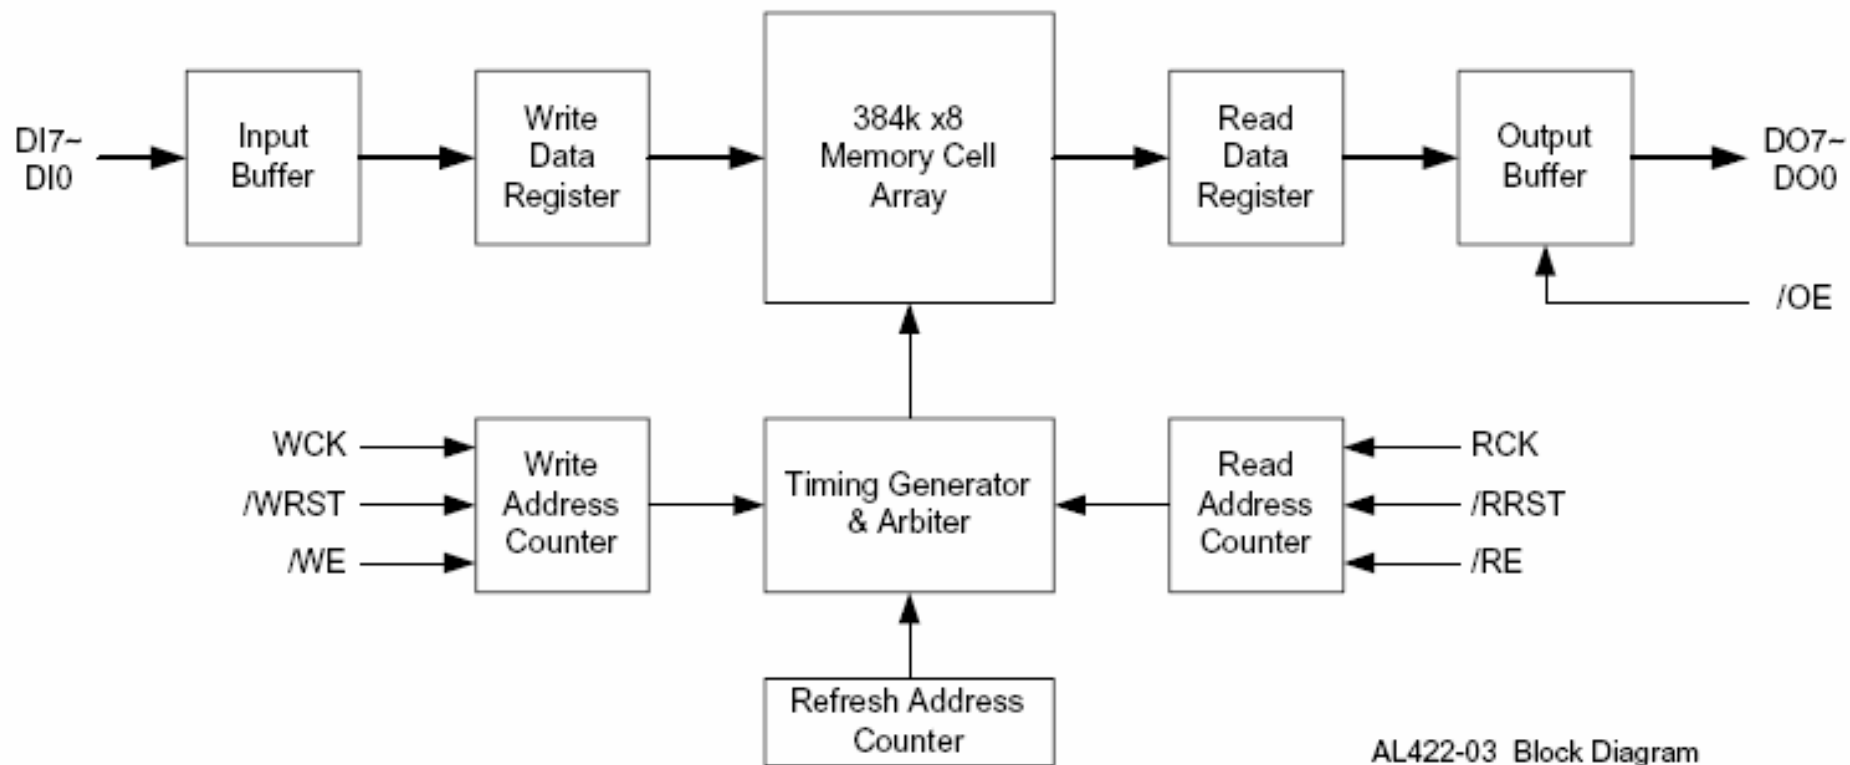 DI7~
DI0
Input
Buffer
Write
Data
Register
384k x8
Memory Cell
Array
Read
Data
Register
Output
Buffer
DO7~
DO0
/OE
WCK
/WRST
/WE
Write
Address
Counter
Timing Generator
& Arbiter
Read
Address
Counter
RCK
/RRST
/RE
Refresh Address
Counter
AL422-03 Block Diagram